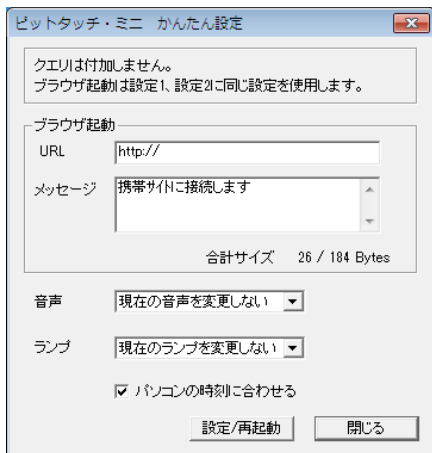 ピットタッチ・ミニ　かんたん設定
クエリは付加しません。
ブラウザ起動は設定1、設定2に同じ設定を使用します。
ブラウザ起動
URL http://
メッセージ 携帯サイトに接続します
合計サイズ 26 / 184 Bytes
音声 現在の音声を変更しない
ランプ 現在のランプを変更しない
パソコンの時刻に合わせる
設定/再起動 閉じる